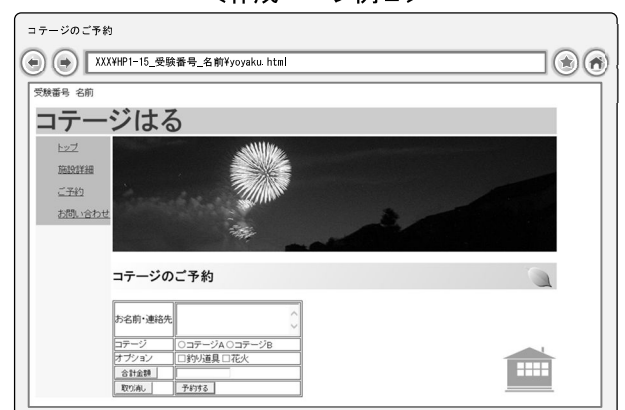 コテージのご予約
XXX¥HP1-15_受験番号_名前¥yoyaku.html
受験番号 名前
コテージはる
トップ
施設詳細
ご予約
お問い合わせ
コテージのご予約
お名前・連絡先
コテージ ○コテージA○コテージB
オプション □釣り道具□花火
合計金額
取り消し 予約する